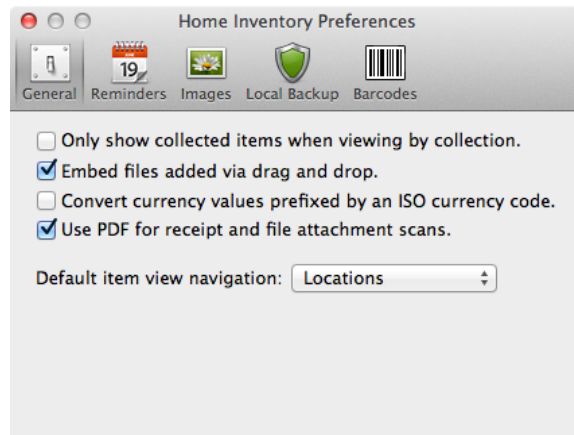 Home Inventory Preferences
19
General Reminders Images Local Backup Barcodes
Only show collected items when viewing by collection.
Embed files added via drag and drop.
Convert currency values prefixed by an ISO currency code.
Use PDF for receipt and file attachment scans.
Default item view navigation: Locations